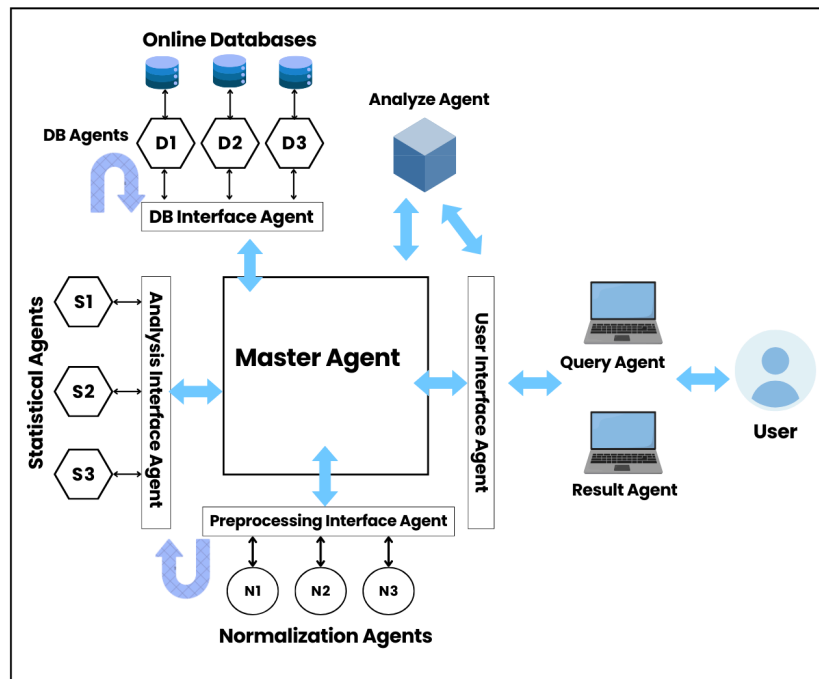 Online Databases
Analyze Agent
DB Agents
D1
D2
D3
DB Interface Agent
Statistical Agents
S1
S2
S3
Analysis Interface Agent
Master Agent
User Interface Agent
Query Agent
Result Agent
User
Preprocessing Interface Agent
N1
N2
N3
Normalization Agents